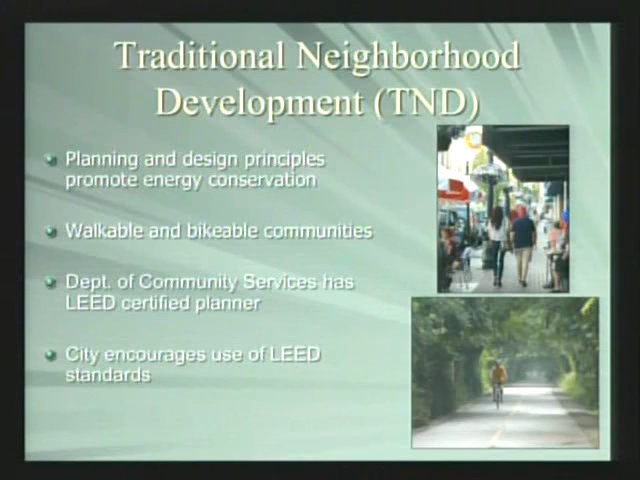 Traditional Neighborhood
Development (TND)
Planning and design principles
promote energy conservation
Walkable and bikeable communities
Dept. of Community Services has
LEED certified planner
City encourages use of LEED
standards